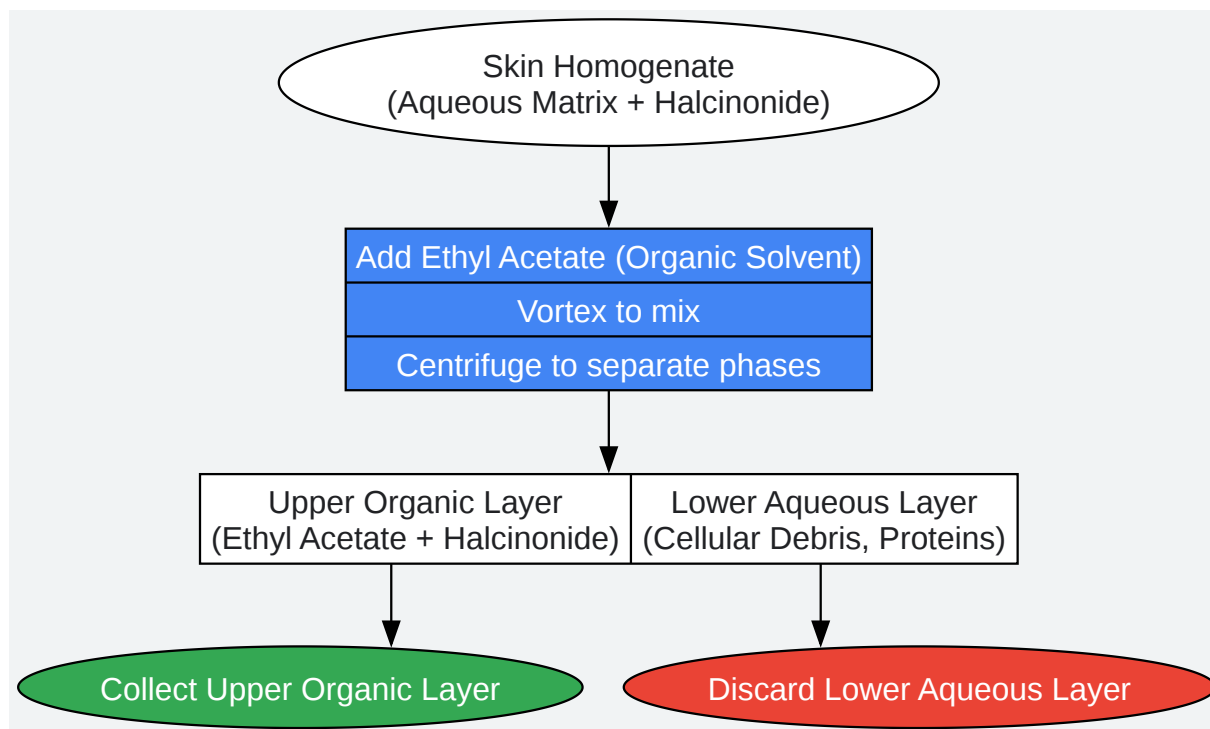 Skin Homogenate
(Aqueous Matrix + Halcinonide)
Add Ethyl Acetate (Organic Solvent)
Vortex to mix
Centrifuge to separate phases
Upper Organic Layer
(Ethyl Acetate + Halcinonide)
Lower Aqueous Layer
(Cellular Debris, Proteins)
Collect Upper Organic Layer
Discard Lower Aqueous Layer